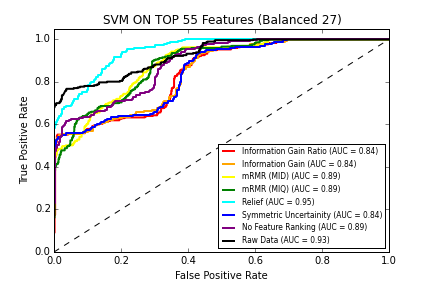 SVM ON TOP 55 Features (Balanced 27)
1.0
0.8
0.6
0.4
0.2
0.0
True Positive Rate
0.0
0.2
0.4
0.6
0.8
1.0
False Positive Rate
Information Gain Ratio (AUC = 0.84)
Information Gain (AUC = 0.84)
mRMR (MID) (AUC = 0.89)
mRMR (MIQ) (AUC = 0.89)
Relief (AUC = 0.95)
Symmetric Uncertainity (AUC = 0.84)
No Feature Ranking (AUC = 0.89)
Raw Data (AUC = 0.93)